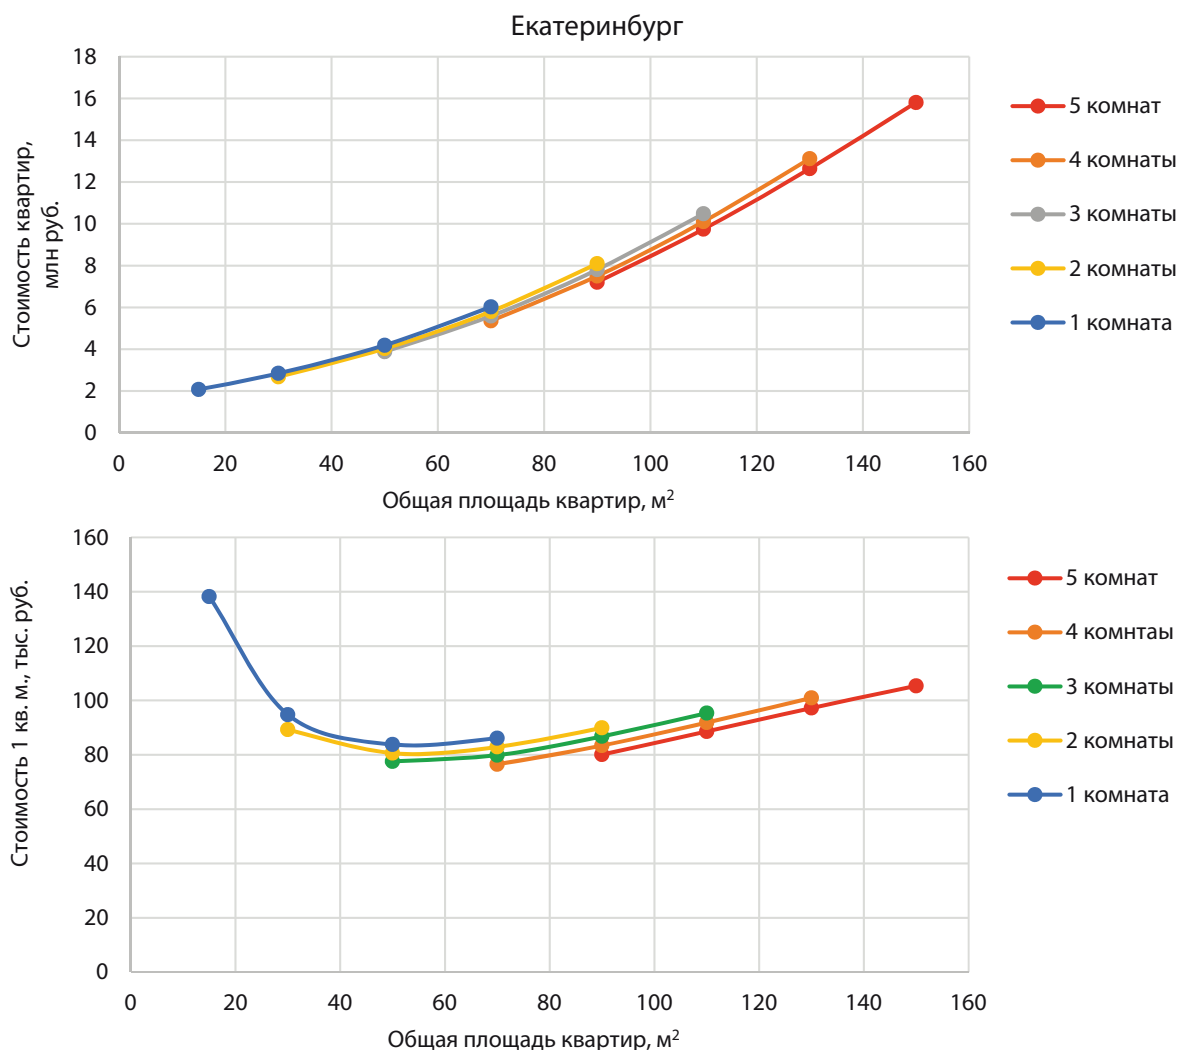 Екатеринбург
Стоимость квартир,
млн руб.
18
16
14
12
10
8
6
4
2
0
0 20 40 60 80 100 120 140 160
Общая площадь квартир, м²
5 комнат
4 комнаты
3 комнаты
2 комнаты
1 комната
Стоимость 1 кв. м., тыс. руб.
160
140
120
100
80
60
40
20
0
0 20 40 60 80 100 120 140 160
Общая площадь квартир, м²
5 комнат
4 комнтаы
3 комнаты
2 комнаты
1 комната